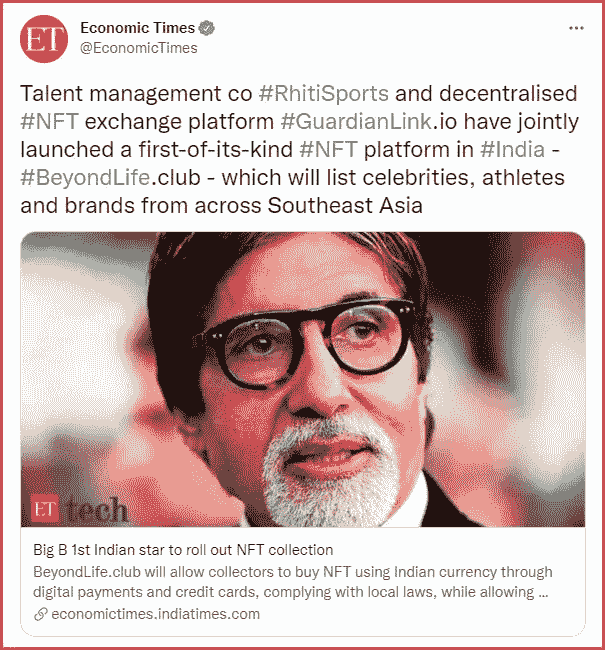 ET
Economic Times
@EconomicTimes
Talent management co #RhitiSports and decentralised
#NFT exchange platform #GuardianLink.io have jointly
launched a first-of-its-kind #NFT platform in #India -
#BeyondLife.club - which will list celebrities, athletes
and brands from across Southeast Asia
ET tech
Big B 1st Indian star to roll out NFT collection
BeyondLife.club will allow collectors to buy NFT using Indian currency through
digital payments and credit cards, complying with local laws, while allowing ...
economictimes.indiatimes.com